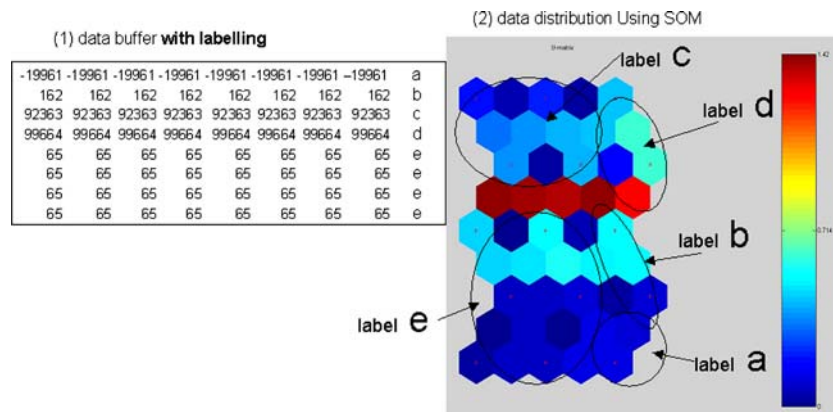 (2) data distribution Using SOM
(1) data buffer with labelling
-19961 -19961 -19961 -19961 -19961 -19961 -19961 –19961 a
162 162 162 162 162 162 162 162 b
92363 92363 92363 92363 92363 92363 92363 92363 c
99664 99664 99664 99664 99664 99664 99664 99664 d
65 65 65 65 65 65 65 65 e
65 65 65 65 65 65 65 65 e
65 65 65 65 65 65 65 65 e
65 65 65 65 65 65 65 65 e
U-matrix
1.42
label c
label d
0.714
label b
label e
label a